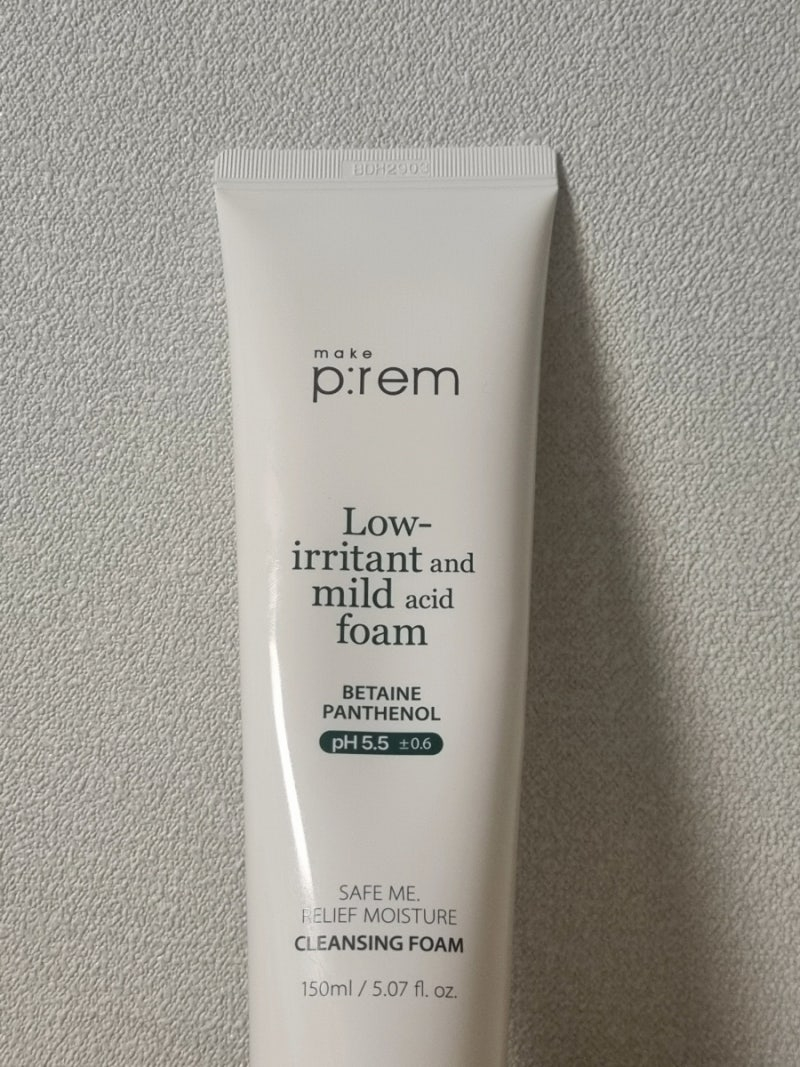 BDH2903
make
p:rem
Low-
irritant and
mild acid
foam
BETAINE
PANTHENOL
pH 5.5 ±0.6
SAFE ME.
RELIEF MOISTURE
CLEANSING FOAM
150ml / 5.07 fl. oz.